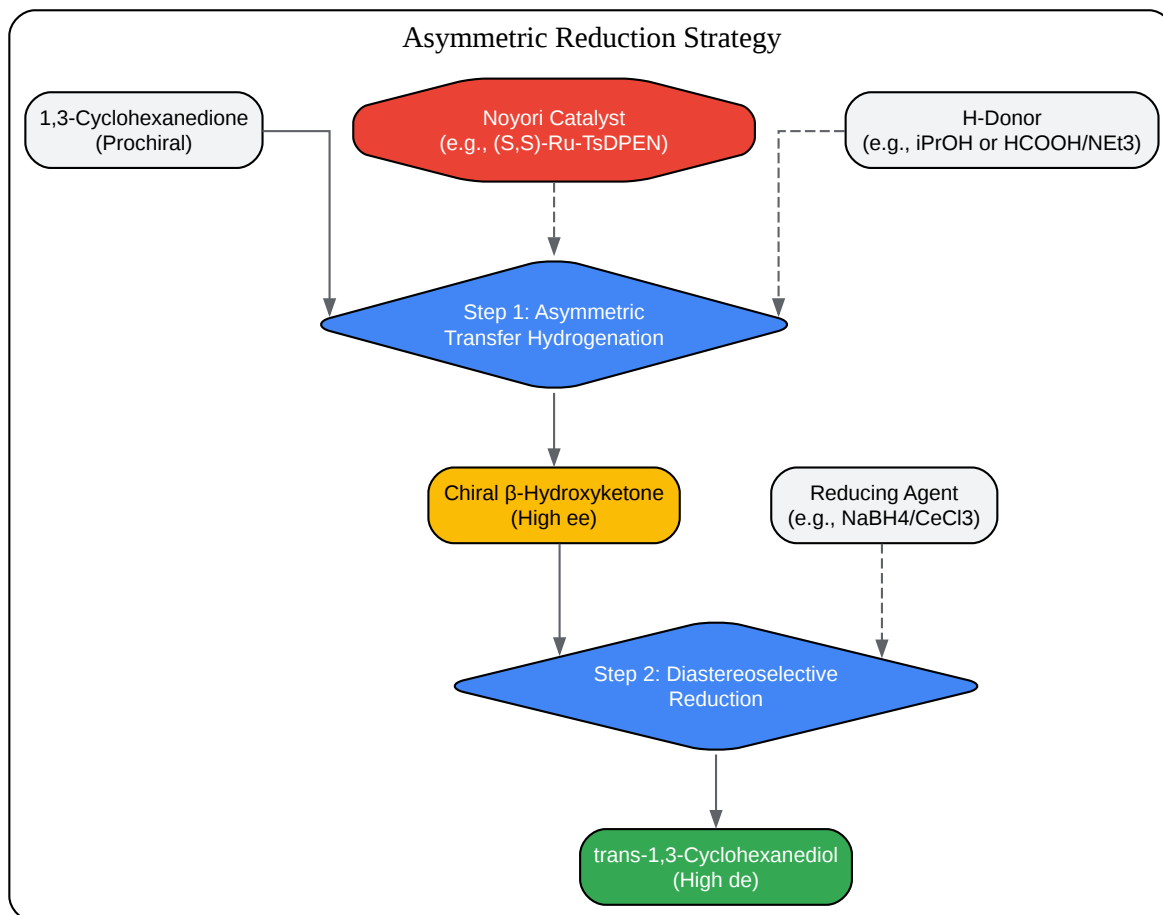 Asymmetric Reduction Strategy
1,3-Cyclohexanedione
(Prochiral)
Noyori Catalyst
(e.g., (S,S)-Ru-TsDPEN)
H-Donor
(e.g., iPrOH or HCOOH/NEt3)
Step 1: Asymmetric
Transfer Hydrogenation
Chiral β-Hydroxyketone
(High ee)
Reducing Agent
(e.g., NaBH4/CeCl3)
Step 2: Diastereoselective
Reduction
trans-1,3-Cyclohexanediol
(High de)